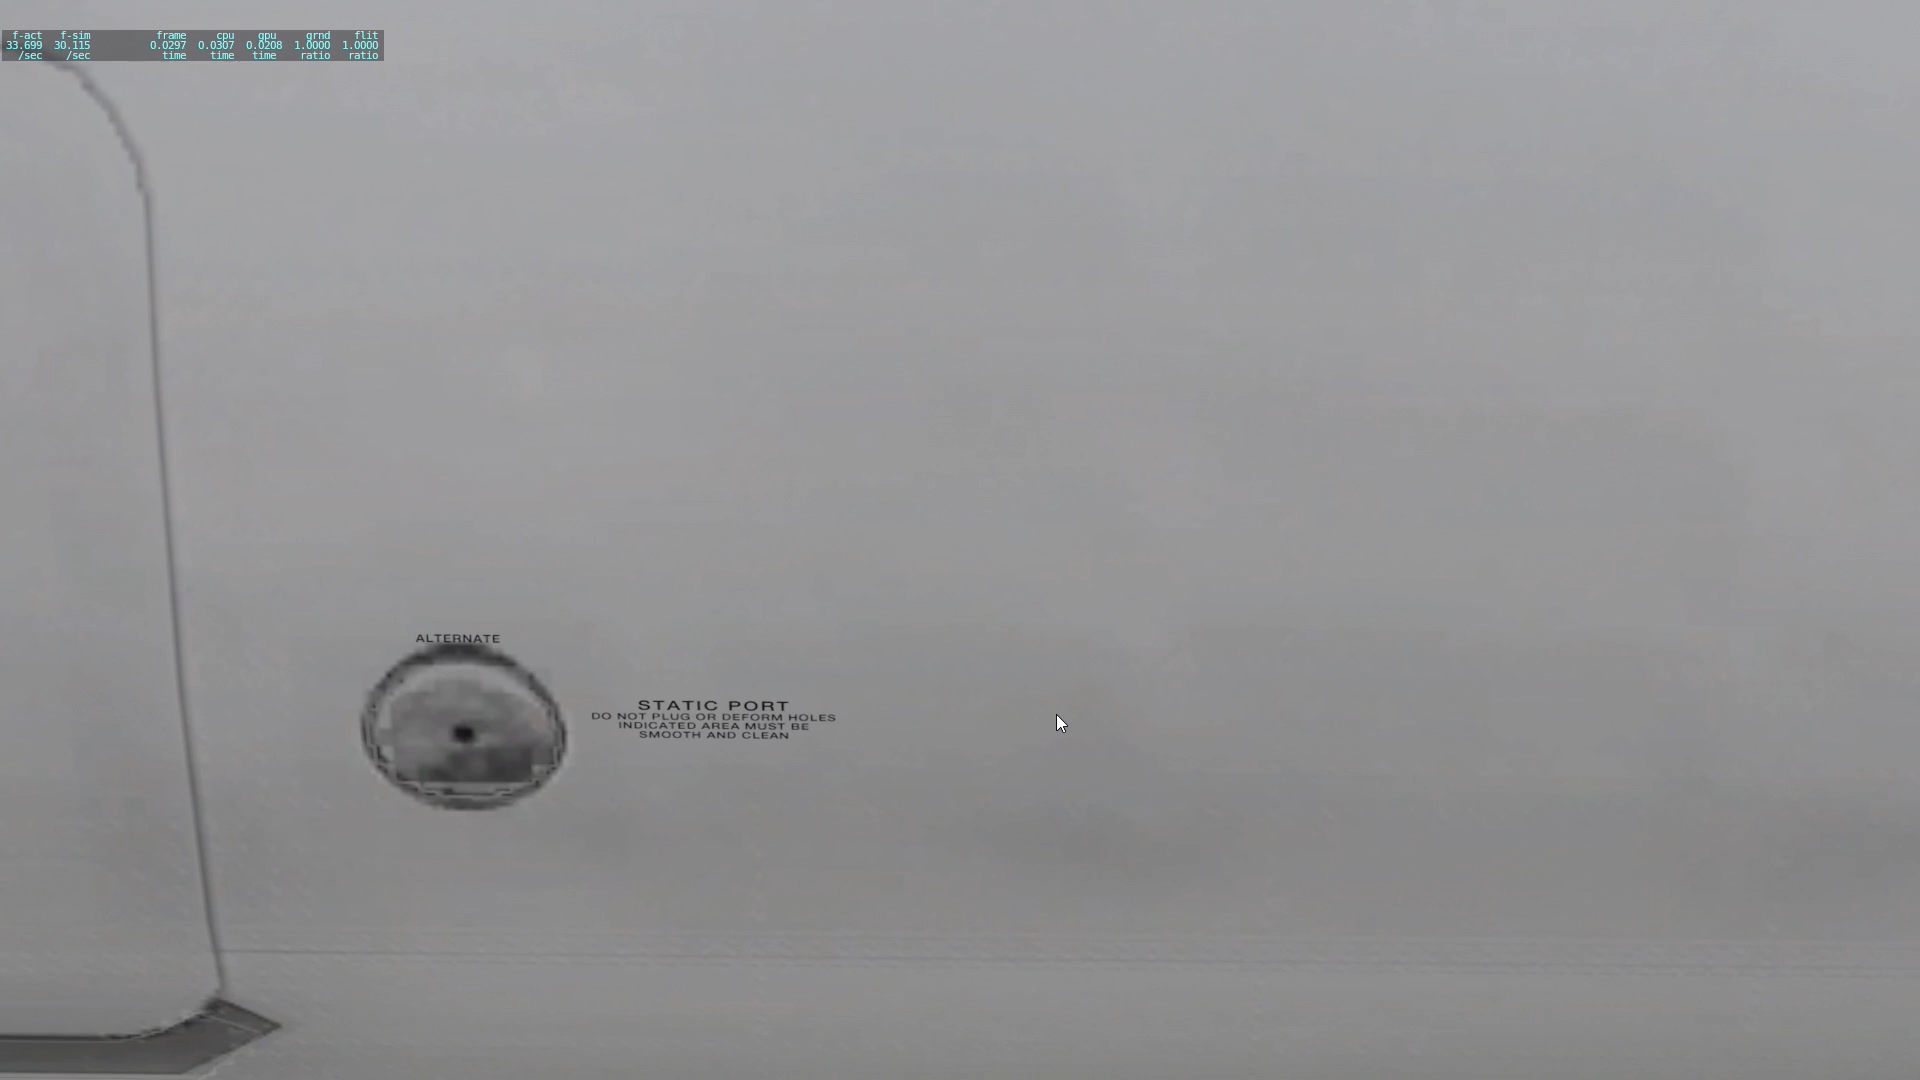 f-act f-sim frame cpu gpu grnd flit
33.699 30.115 0.0297 0.0307 0.0208 1.0000 1.0000
/sec /sec time time time ratio ratio
ALTERNATE
STATIC PORT
DO NOT PLUG OR DEFORM HOLES
INDICATED AREA MUST BE
SMOOTH AND CLEAN